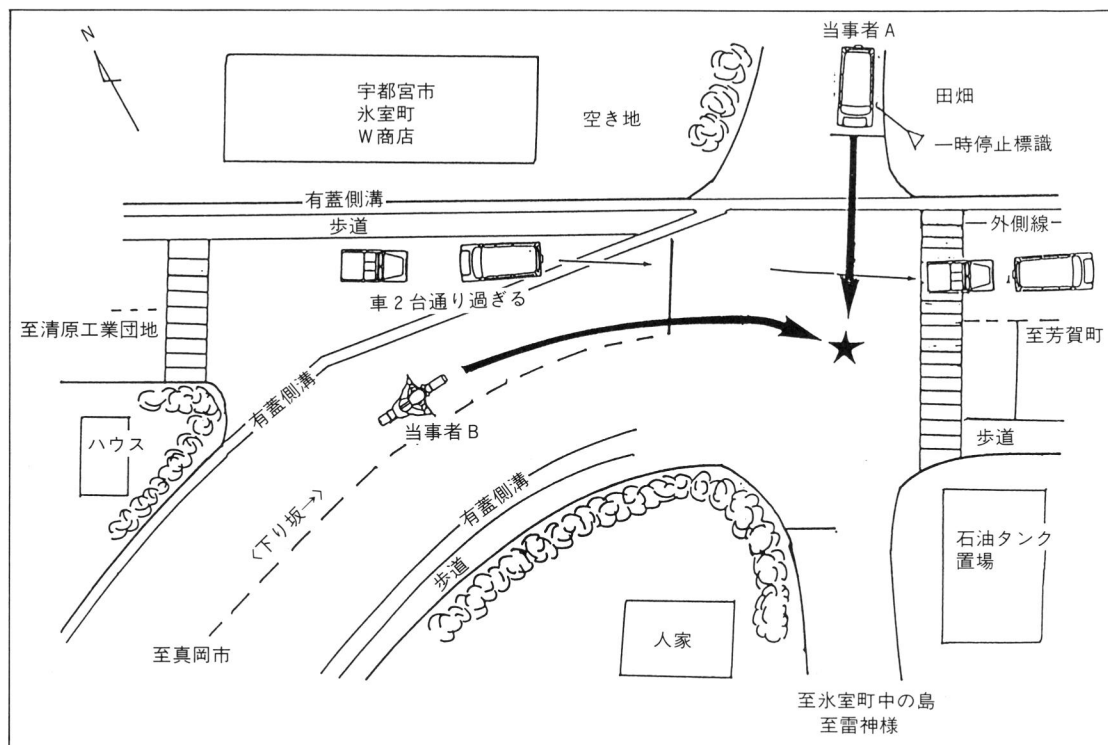 N
当事者A
宇都宮市
氷室町
W商店
空き地
田畑
一時停止標識
有蓋側溝
歩道
外側線
車2台通り過ぎる
至清原工業団地
至芳賀町
有蓋側溝
当事者B
ハウス
歩道
〈下り坂→〉
有蓋側溝
歩道
石油タンク
置場
人家
至真岡市
至氷室町中の島
至雷神様